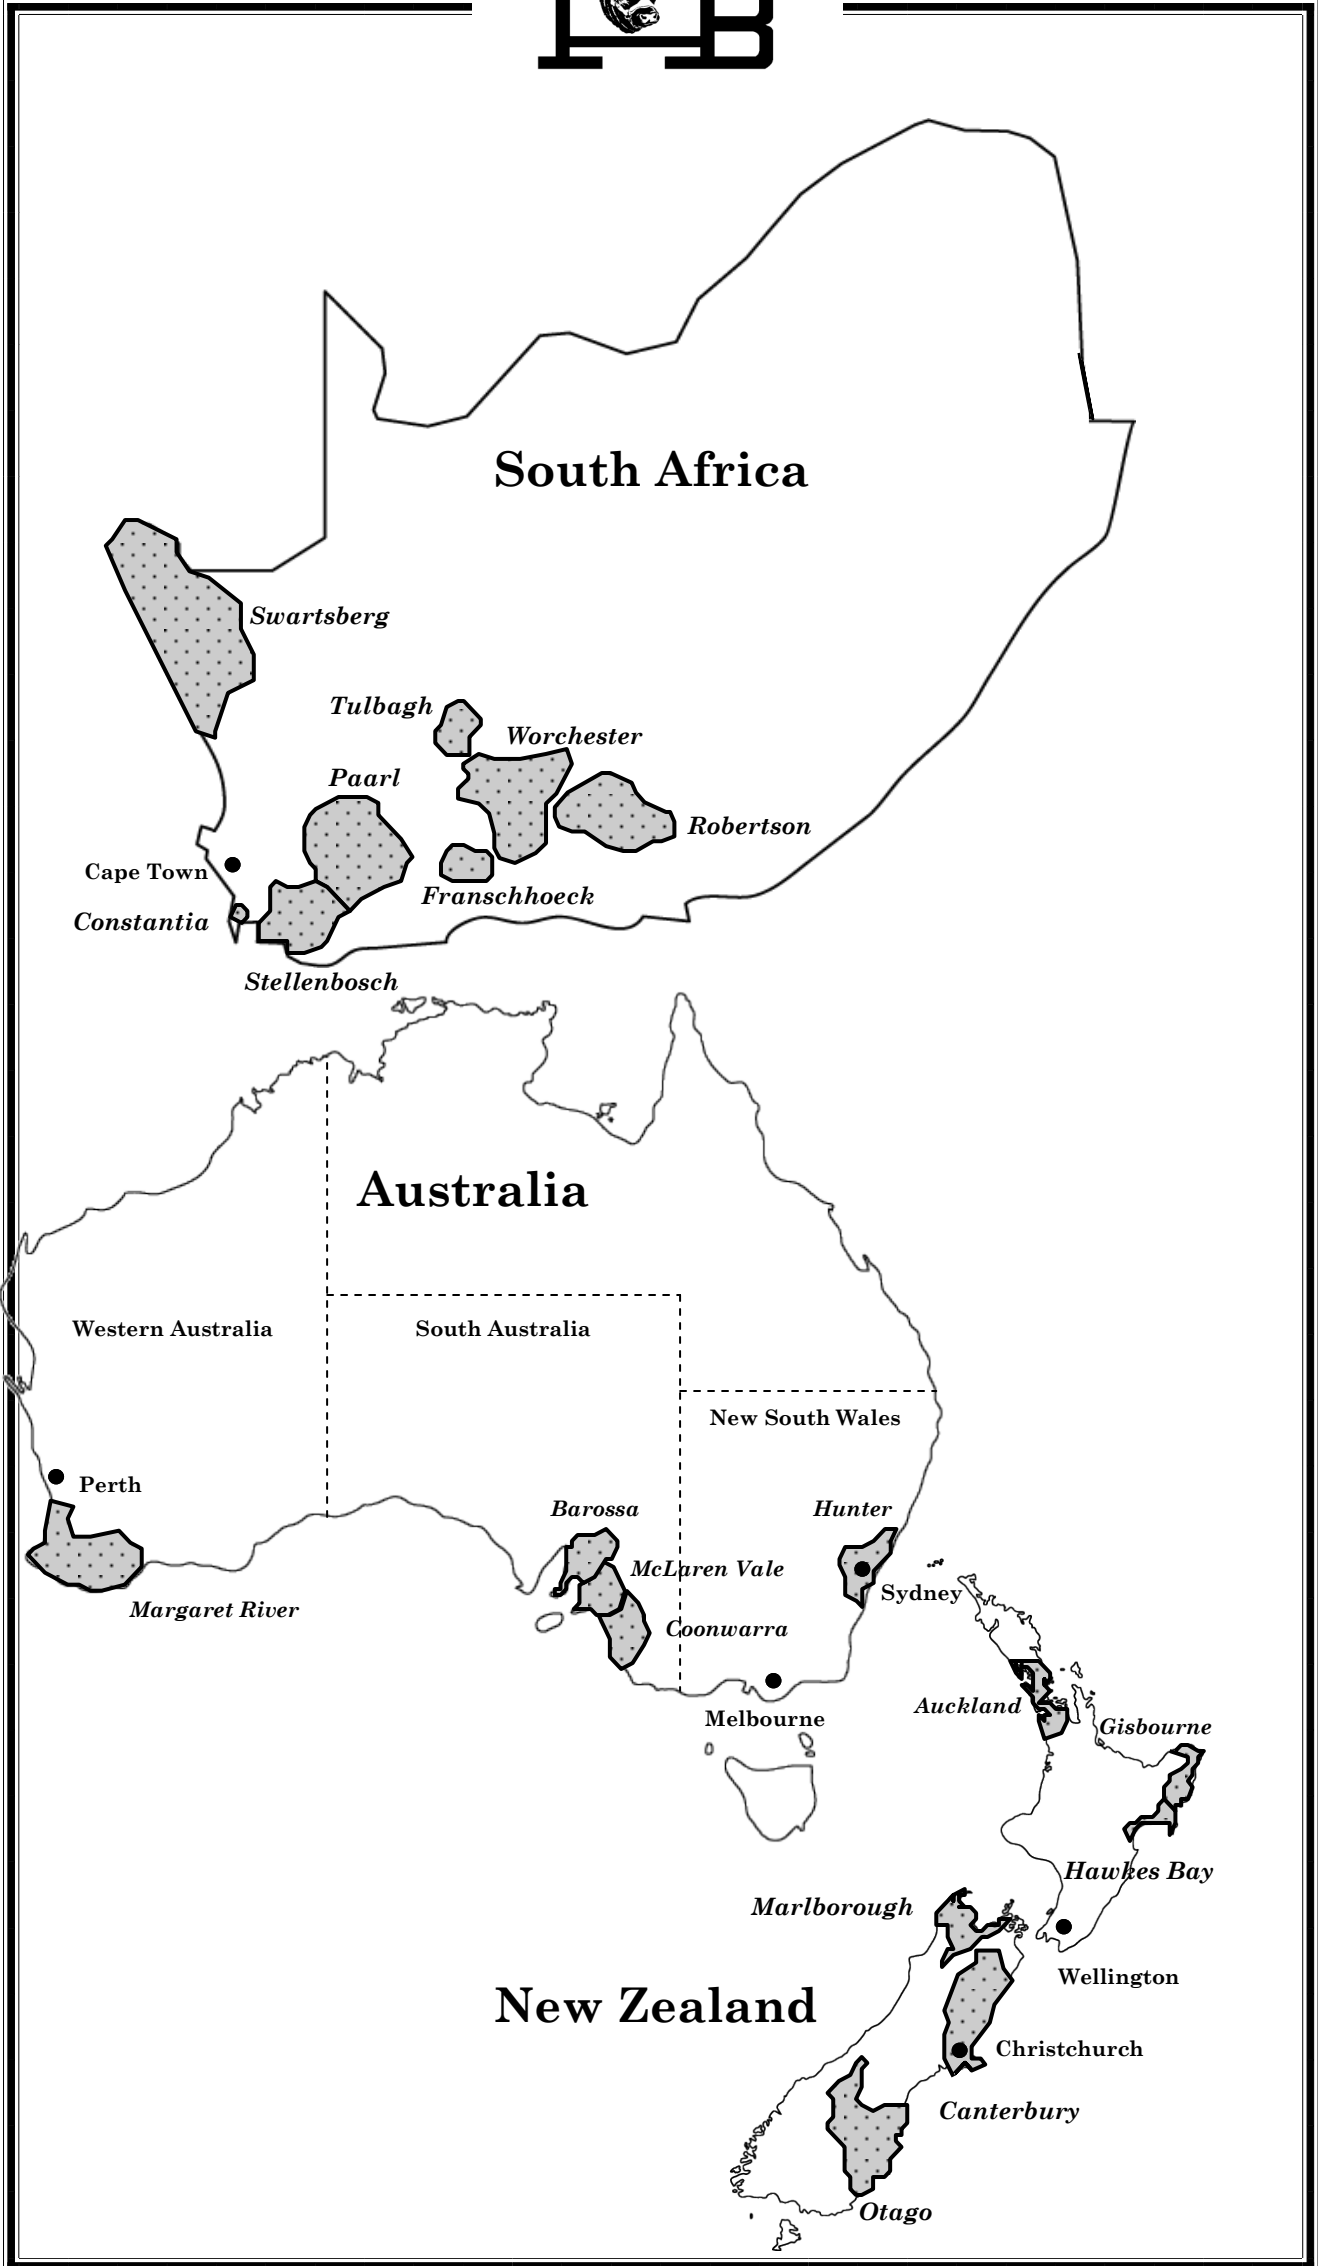 B
South Africa
Swartsberg
Tulbagh
Worchester
Paarl
Robertson
Cape Town
Franschhoeck
Constantia
Stellenbosch
Australia
Western Australia
South Australia
New South Wales
Perth
Barossa
Hunter
McLaren Vale
Sydney
Margaret River
Coonwarra
Auckland
Melbourne
Gisbourne
Hawkes Bay
Marlborough
Wellington
New Zealand
Christchurch
Canterbury
Otago